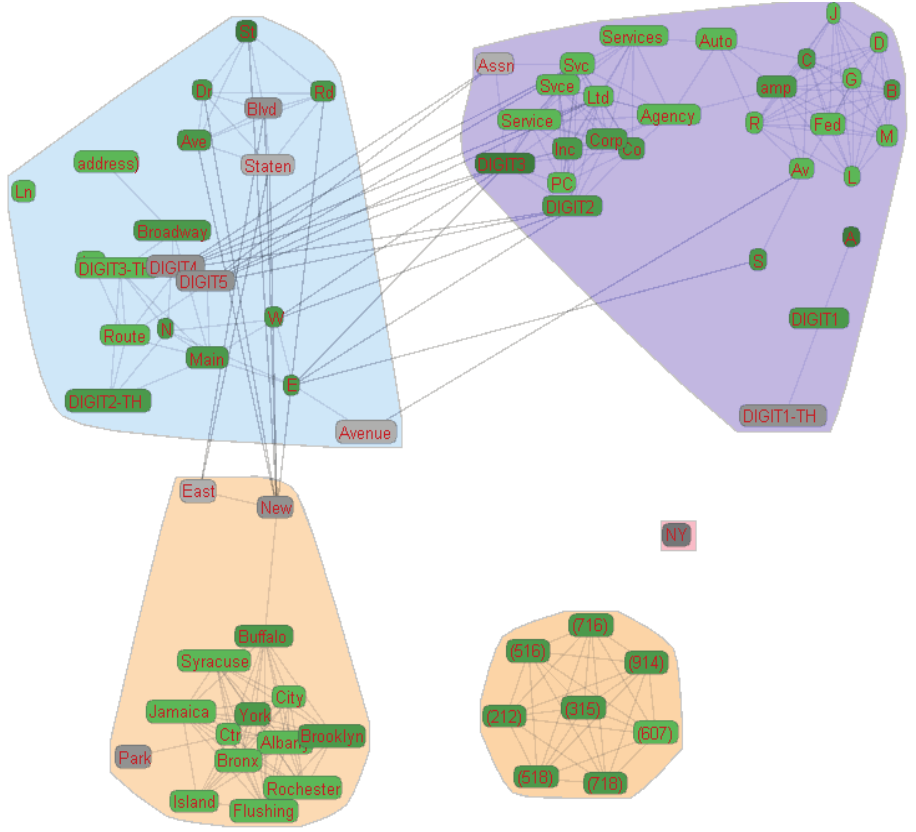 St
Dr
Blvd
Rd
Ave
Staten
address)
Ln
Broadway
DIGIT3-TH
DIGIT4
DIGIT5
Route
N
W
Main
E
DIGIT2-TH
Avenue
J
Services
Auto
D
Assn
Svc
C
G
Svce
Ltd
amp
B
Service
Agency
R
Fed
M
Inc
Corp
Co
DIGIT3
PC
Av
L
DIGIT2
A
S
DIGIT1
DIGIT1-TH
East
New
Buffalo
Syracuse
City
Jamaica
York
Ctr
Albany
Brooklyn
Park
Bronx
Rochester
Island
Flushing
NY
(716)
(516)
(914)
(212)
(315)
(607)
(518)
(718)